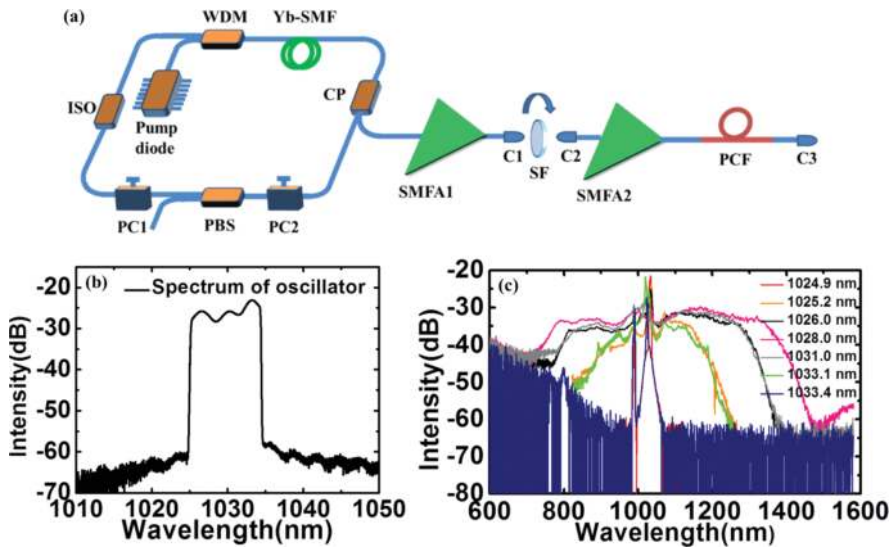 (a)
WDM
Yb-SMF
ISO
Pump
diode
CP
C1
C2
SF
PCF
C3
SMFA1
SMFA2
PC1
PBS
PC2
(b)
Spectrum of oscillator
Intensity(dB)
-20
-30
-40
-50
-60
-70
1010 1020 1030 1040 1050
Wavelength(nm)
(c)
1024.9 nm
1025.2 nm
1026.0 nm
1028.0 nm
1031.0 nm
1033.1 nm
1033.4 nm
Intensity(dB)
-20
-30
-40
-50
-60
-70
-80
600 800 1000 1200 1400 1600
Wavelength(nm)